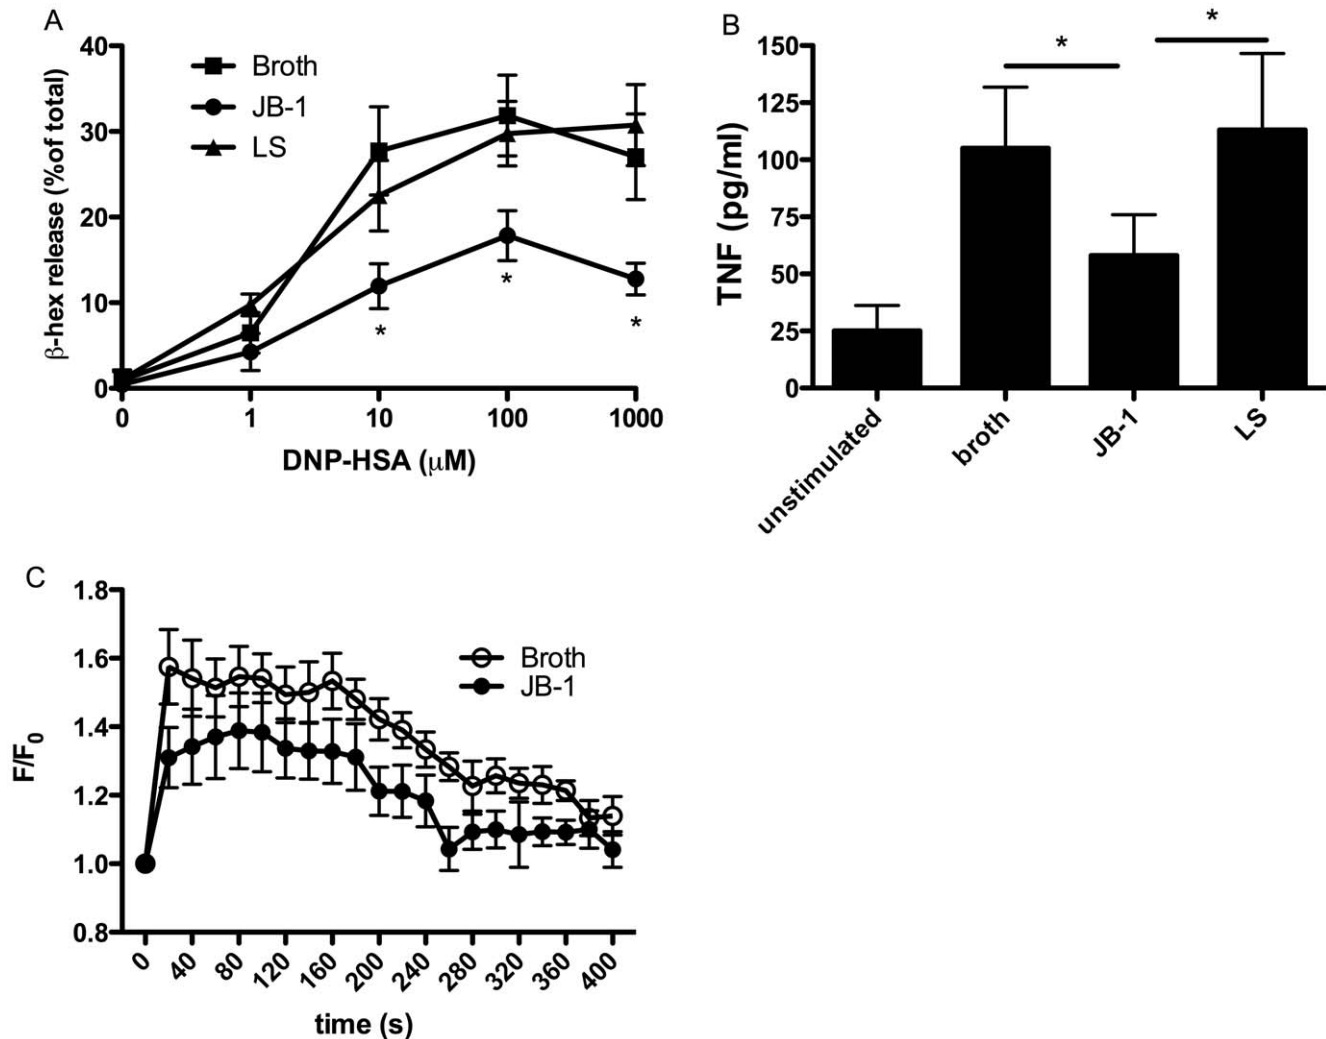 A
40
30
20
10
0
β-hex release (%of total)
Broth
JB-1
LS
*
*
*
0 1 10 100 1000
DNP-HSA (μM)
B
*
*
150
125
100
75
50
25
0
TNF (pg/ml)
unstimulated
broth
JB-1
LS
C
1.8
1.6
1.4
1.2
1.0
0.8
F/F0
Broth
JB-1
0 40 80 120 160 200 240 280 320 360 400
time (s)